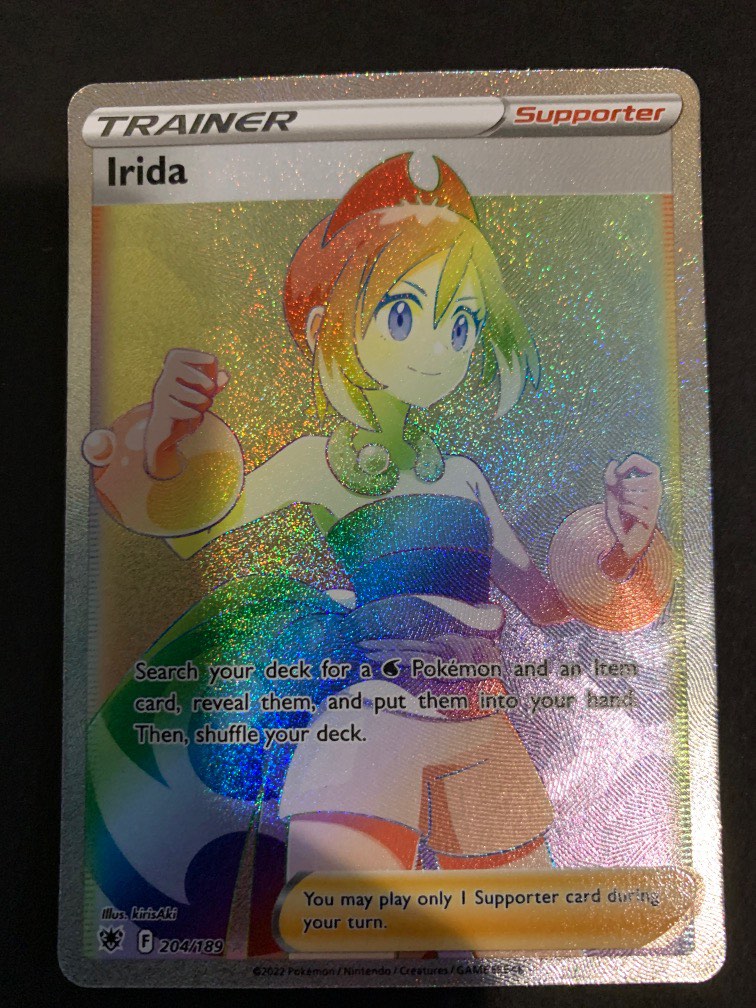 TRAINER
Supporter
Irida
Search your deck for a Pokémon and an Item
card, reveal them, and put them into your hand.
Then, shuffle your deck.
You may play only 1 Supporter card during
your turn.
Illus. kirisAki
F 204/189
©2022 Pokémon / Nintendo / Creatures / GAME FREAK